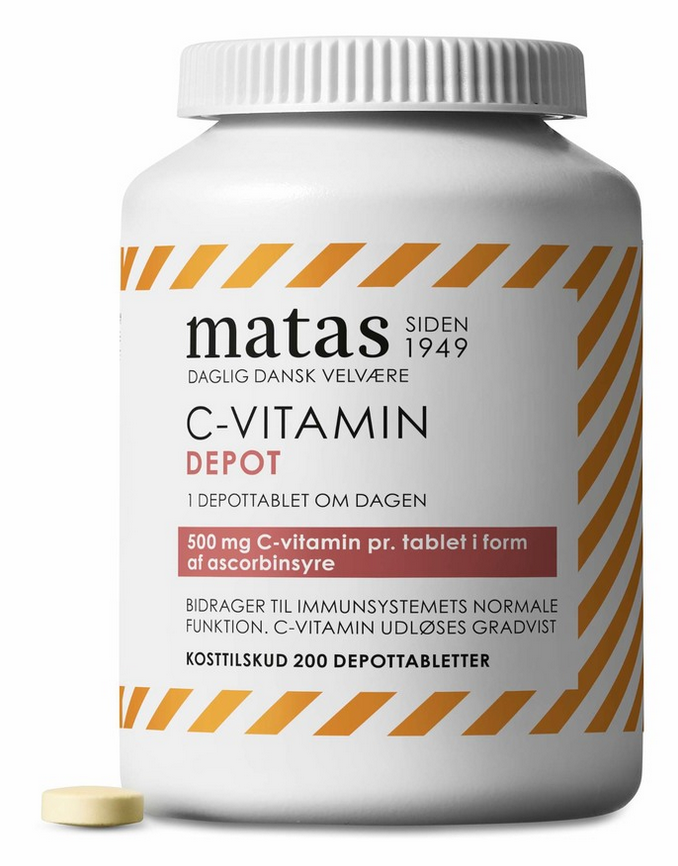 matas SIDEN 1949
DAGLIG DANSK VELVÆRE
C-VITAMIN
DEPOT
1 DEPOTTABLET OM DAGEN
500 mg C-vitamin pr. tablet i form
af ascorbinsyre
BIDRAGER TIL IMMUNSYSTEMETS NORMALE
FUNKTION. C-VITAMIN UDLØSES GRADVIST
KOSTTILSKUD 200 DEPOTTABLETTER